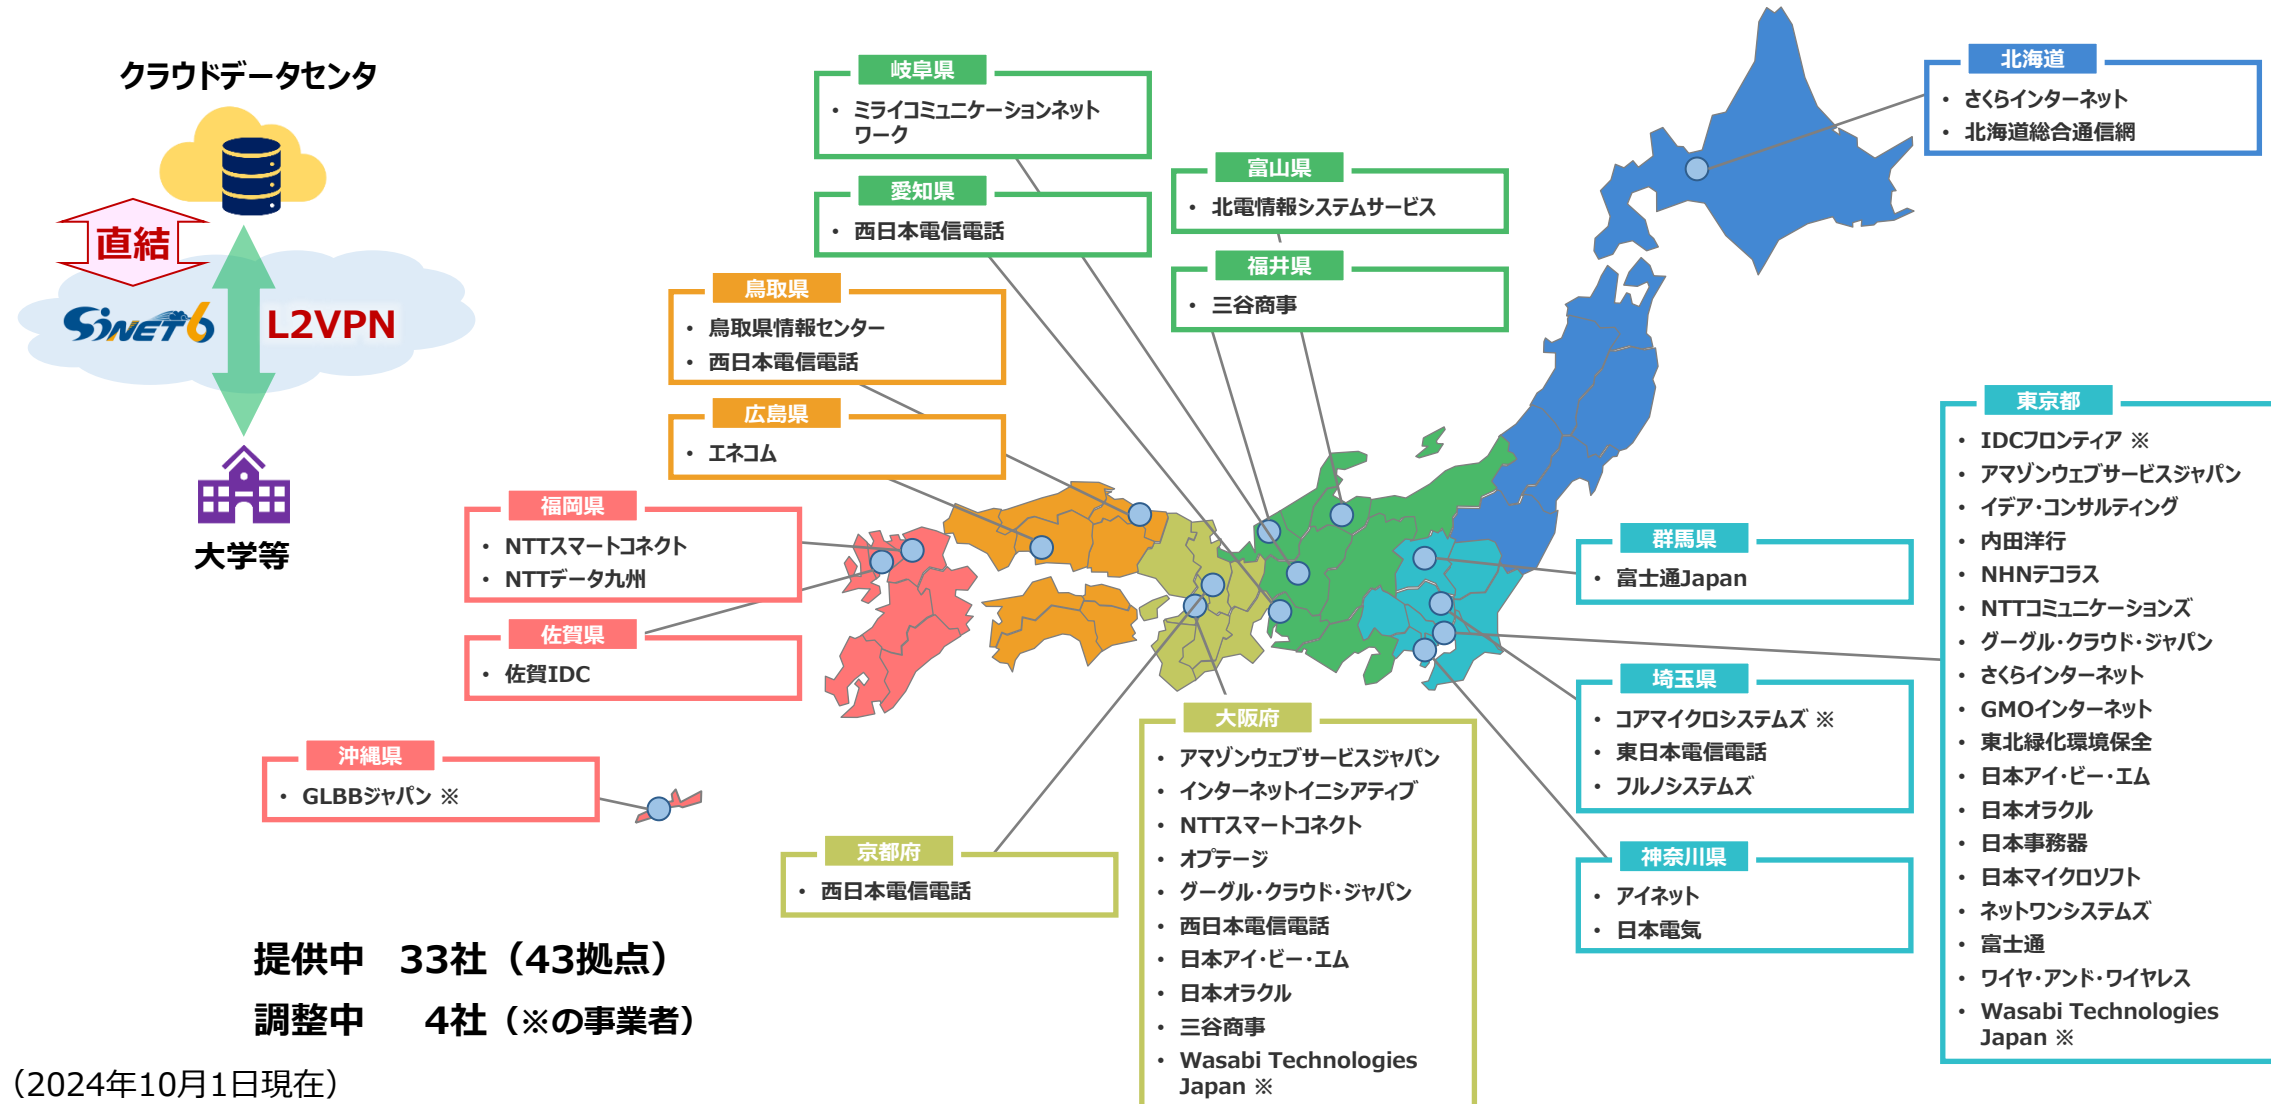 クラウドデータセンタ
直結
SINET6
L2VPN
大学等
岐阜県
• ミライコミュニケーションネット
ワーク
愛知県
• 西日本電信電話
富山県
• 北電情報システムサービス
福井県
• 三谷商事
北海道
• さくらインターネット
• 北海道総合通信網
鳥取県
• 鳥取県情報センター
• 西日本電信電話
広島県
• エネコム
福岡県
• NTTスマートコネクト
• NTTデータ九州
佐賀県
• 佐賀IDC
沖縄県
• GLBBジャパン ※
京都府
• 西日本電信電話
大阪府
• アマゾンウェブサービスジャパン
• インターネットイニシアティブ
• NTTスマートコネクト
• オプテージ
• グーグル・クラウド・ジャパン
• 西日本電信電話
• 日本アイ・ビー・エム
• 日本オラクル
• 三谷商事
• Wasabi Technologies
Japan ※
群馬県
• 富士通Japan
埼玉県
• コアマイクロシステムズ ※
• 東日本電信電話
• フルノシステムズ
神奈川県
• アイネット
• 日本電気
東京都
• IDCフロンティア ※
• アマゾンウェブサービスジャパン
• イデア・コンサルティング
• 内田洋行
• NHNテコラス
• NTTコミュニケーションズ
• グーグル・クラウド・ジャパン
• さくらインターネット
• GMOインターネット
• 東北緑化環境保全
• 日本アイ・ビー・エム
• 日本オラクル
• 日本事務器
• 日本マイクロソフト
• ネットワンシステムズ
• 富士通
• ワイヤ・アンド・ワイヤレス
• Wasabi Technologies
Japan ※
提供中 33社（43拠点）
調整中 4社（※の事業者）
（2024年10月1日現在）